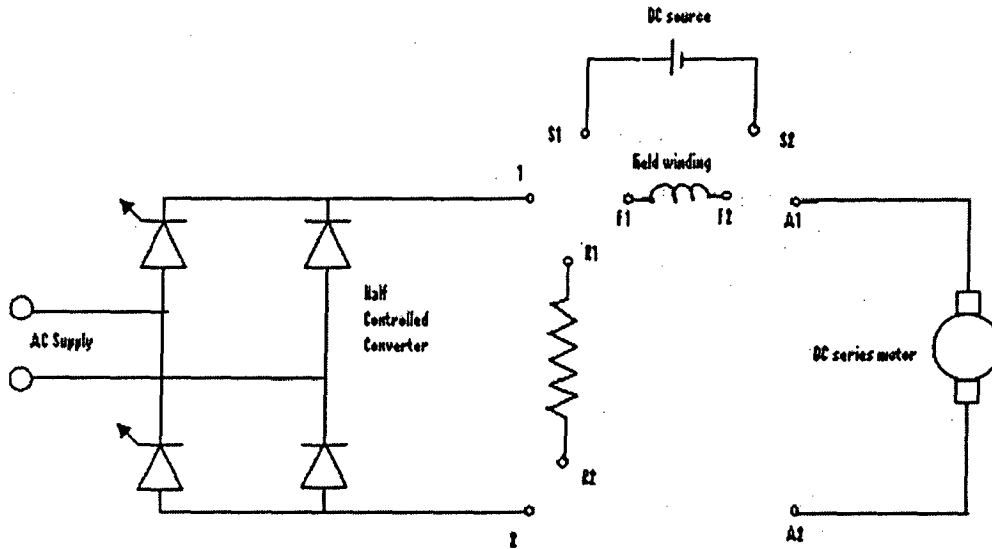 DC source
S1
S2
Field winding
1
F1
F2
A1
R1
Half
Controlled
Converter
AC Supply
DC series motor
R2
2
A2